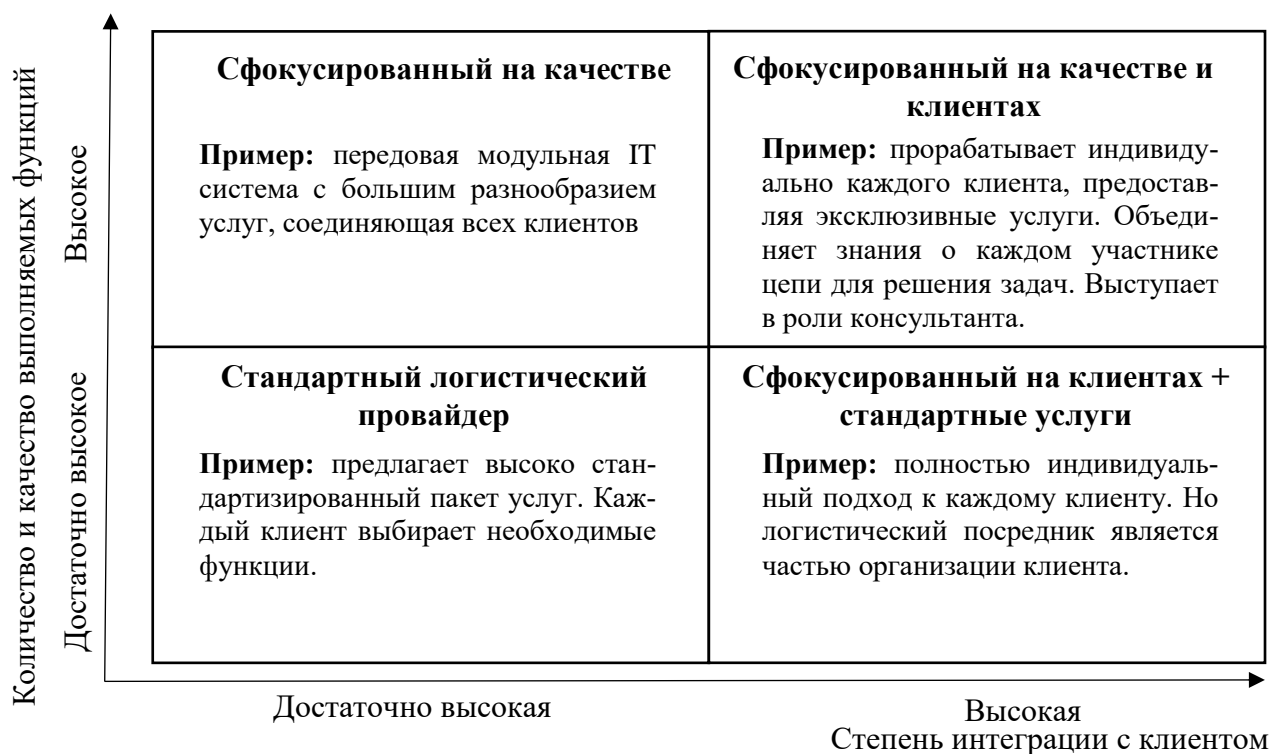 Количество и качество выполняемых функций
Высокое
Достаточно высокое
Сфокусированный на качестве
Пример: передовая модульная IT
система с большим разнообразием
услуг, соединяющая всех клиентов
Сфокусированный на качестве и
клиентах
Пример: прорабатывает индивиду-
ально каждого клиента, предостав-
ляя эксклюзивные услуги. Объеди-
няет знания о каждом участнике
цепи для решения задач. Выступает
в роли консультанта.
Стандартный логистический
провайдер
Пример: предлагает высоко стан-
дартизированный пакет услуг. Каж-
дый клиент выбирает необходимые
функции.
Сфокусированный на клиентах +
стандартные услуги
Пример: полностью индивидуаль-
ный подход к каждому клиенту. Но
логистический посредник является
частью организации клиента.
Достаточно высокая
Высокая
Степень интеграции с клиентом